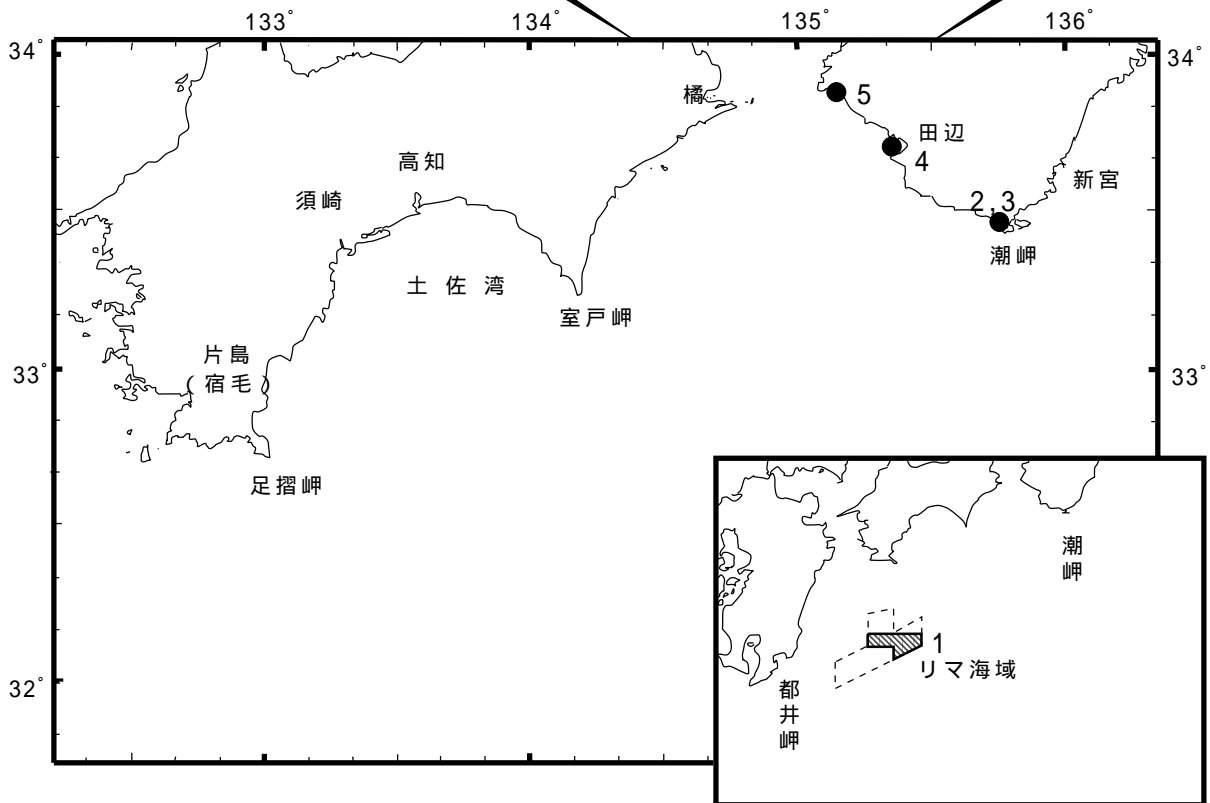 133°
134°
135°
136°
34°
34°
橘
5
田辺
4
高知
新宮
須崎
2,3
潮岬
土佐湾
室戸岬
片島
(宿毛)
33°
33°
足摺岬
潮岬
1
リマ海域
32°
都井岬